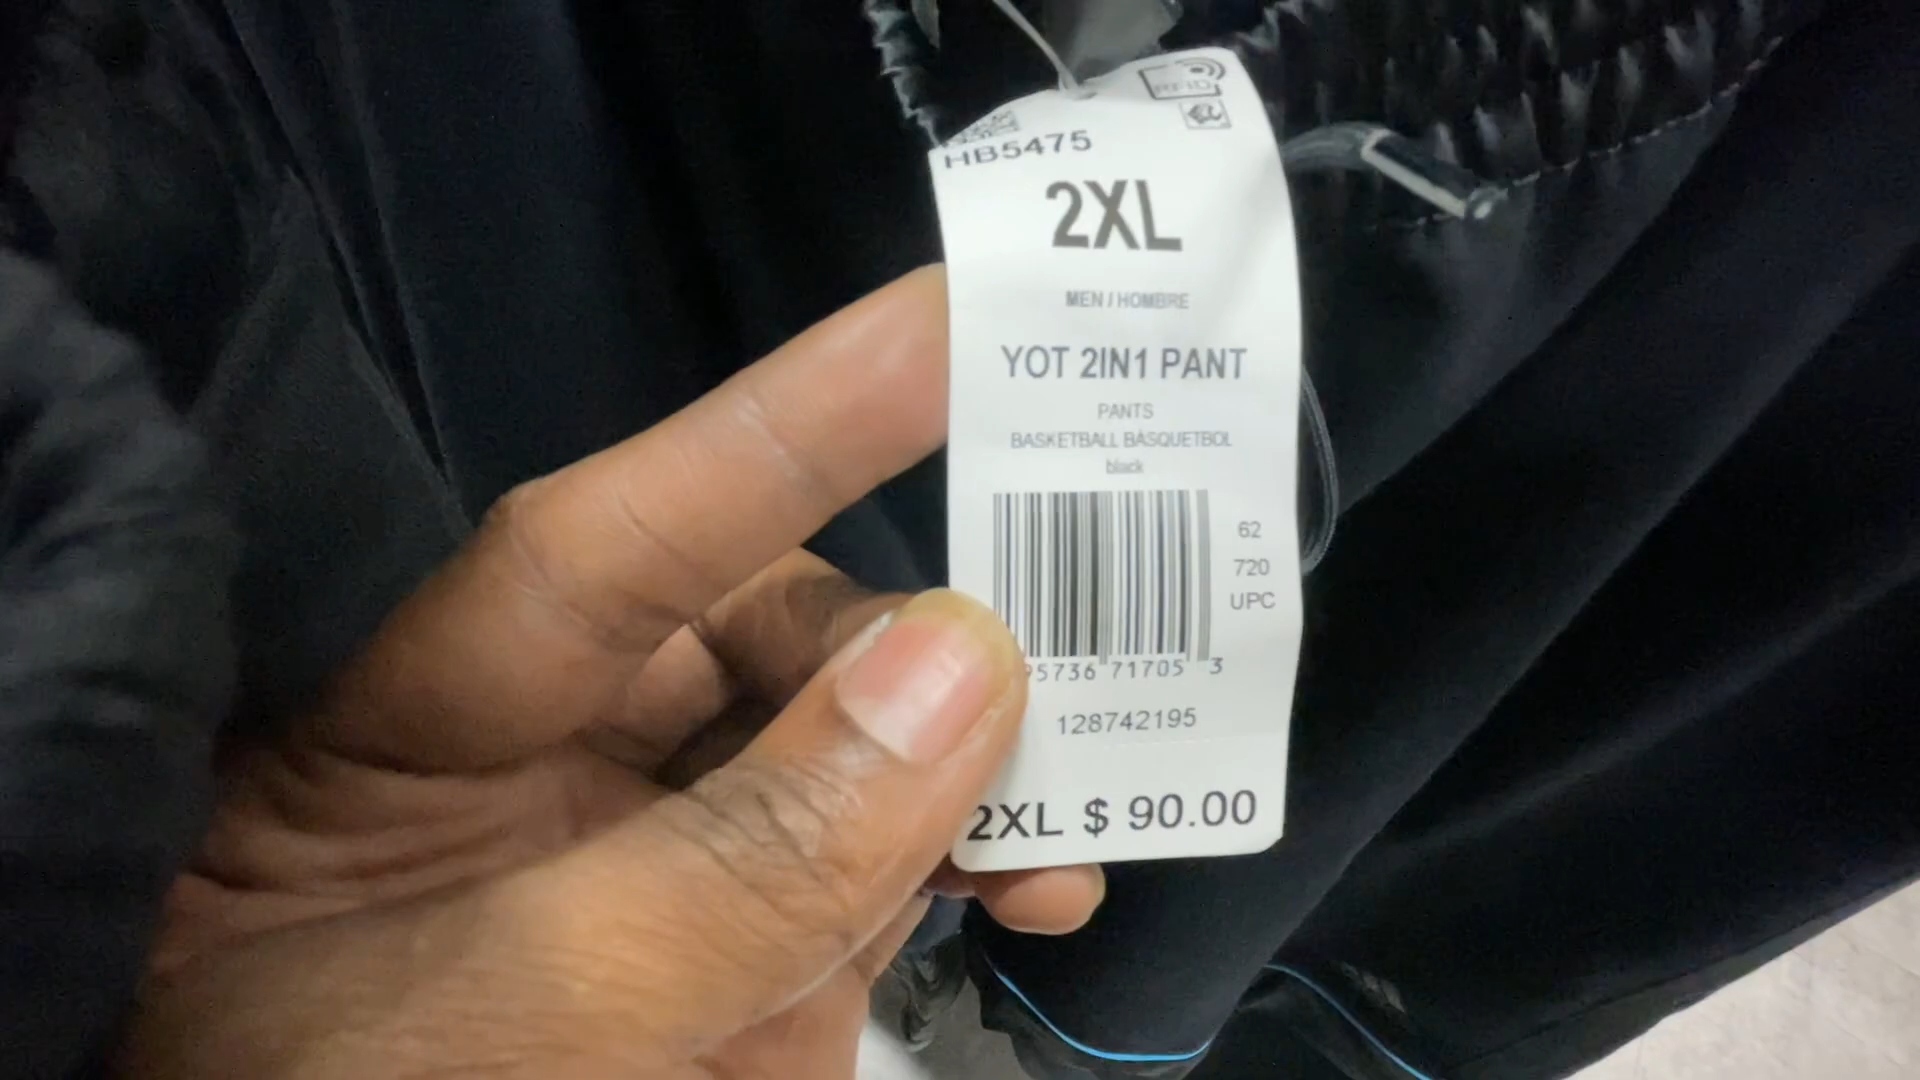 HB5475
2XL
MEN / HOMBRE
YOT 2IN1 PANT
PANTS
BASKETBALL BÁSQUETBOL
black
62
720
UPC
95736 71705 3
128742195
2XL $ 90.00